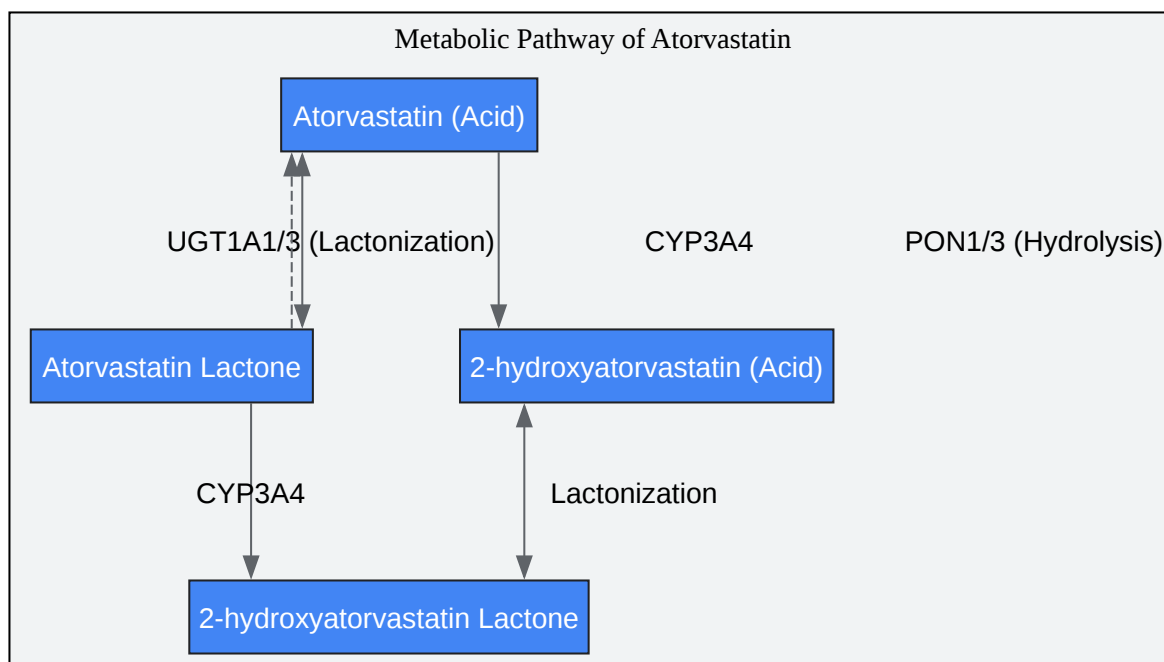 Metabolic Pathway of Atorvastatin
Atorvastatin (Acid)
UGT1A1/3 (Lactonization)
CYP3A4
PON1/3 (Hydrolysis)
Atorvastatin Lactone
2-hydroxyatorvastatin (Acid)
CYP3A4
Lactonization
2-hydroxyatorvastatin Lactone